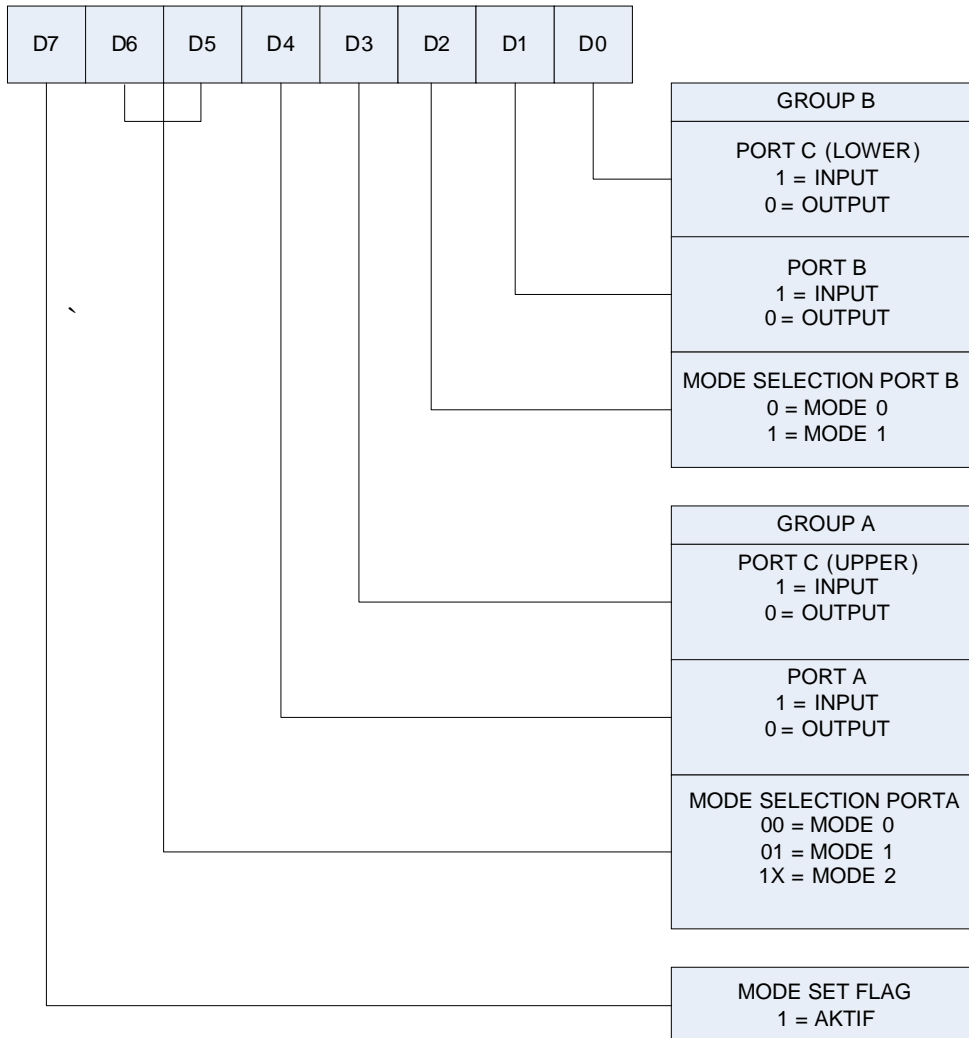 D7 D6 D5 D4 D3 D2 D1 D0
GROUP B
PORT C (LOWER)
1 = INPUT
0 = OUTPUT
PORT B
1 = INPUT
0 = OUTPUT
`
MODE SELECTION PORT B
0 = MODE 0
1 = MODE 1
GROUP A
PORT C (UPPER)
1 = INPUT
0 = OUTPUT
PORT A
1 = INPUT
0 = OUTPUT
MODE SELECTION PORTA
00 = MODE 0
01 = MODE 1
1X = MODE 2
MODE SET FLAG
1 = AKTIF